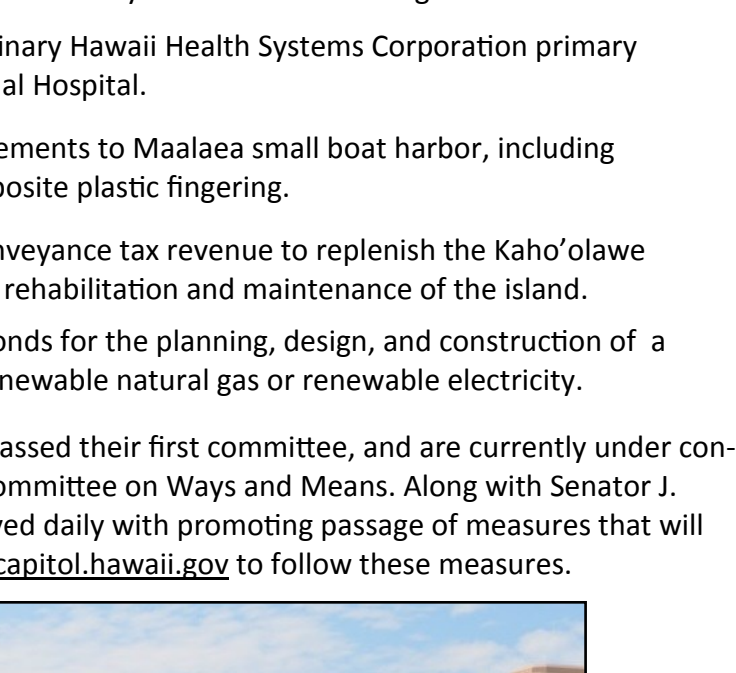 inary Hawaii Health Systems Corporation primary
al Hospital.
ements to Maalaea small boat harbor, including
posite plastic fingering.
nveyance tax revenue to replenish the Kaho’olawe
rehabilitation and maintenance of the island.
onds for the planning, design, and construction of a
newable natural gas or renewable electricity.
assed their first committee, and are currently under con-
ommittee on Ways and Means. Along with Senator J.
ved daily with promoting passage of measures that will
capitol.hawaii.gov to follow these measures.